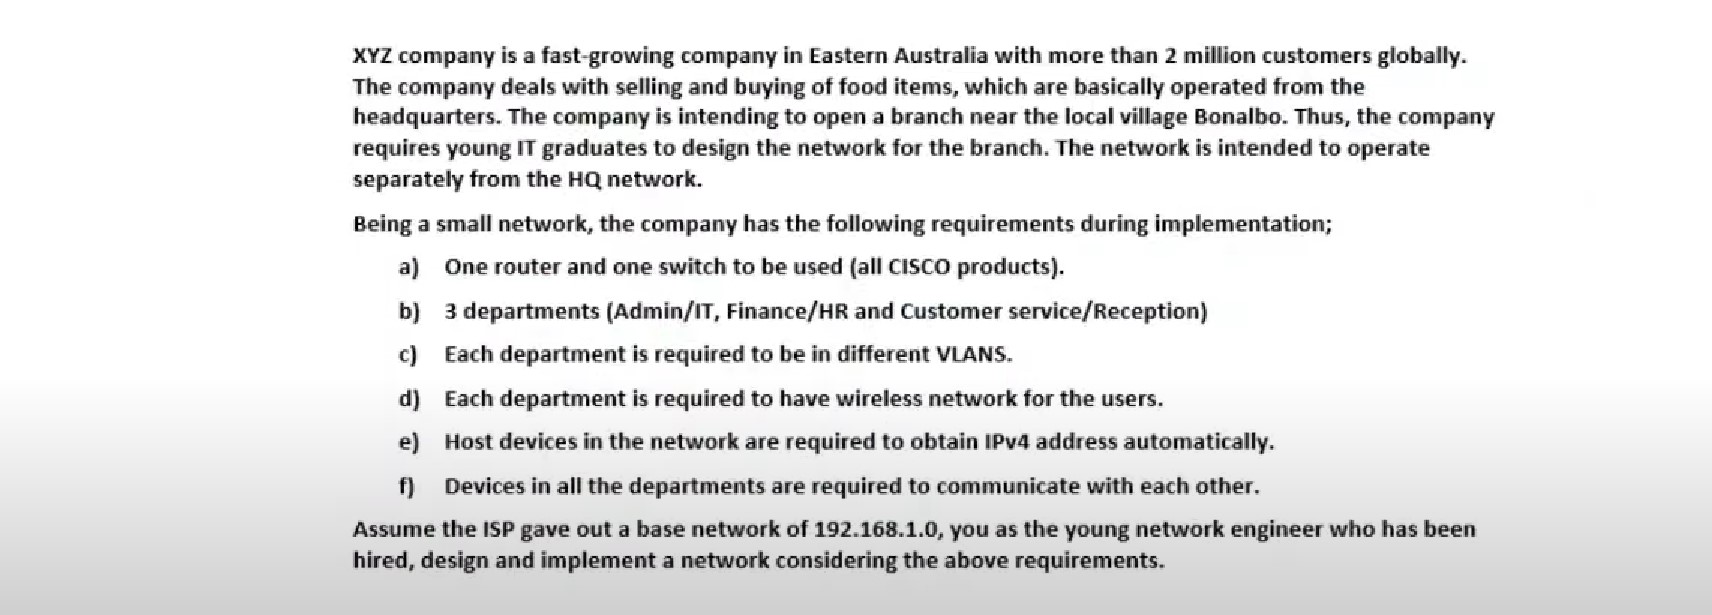 XYZ company is a fast-growing company in Eastern Australia with more than 2 million customers globally.
The company deals with selling and buying of food items, which are basically operated from the
headquarters. The company is intending to open a branch near the local village Bonalbo. Thus, the company
requires young IT graduates to design the network for the branch. The network is intended to operate
separately from the HQ network.
Being a small network, the company has the following requirements during implementation;
a) One router and one switch to be used (all CISCO products).
b) 3 departments (Admin/IT, Finance/HR and Customer service/Reception)
c) Each department is required to be in different VLANS.
d) Each department is required to have wireless network for the users.
e) Host devices in the network are required to obtain IPv4 address automatically.
f) Devices in all the departments are required to communicate with each other.
Assume the ISP gave out a base network of 192.168.1.0, you as the young network engineer who has been
hired, design and implement a network considering the above requirements.